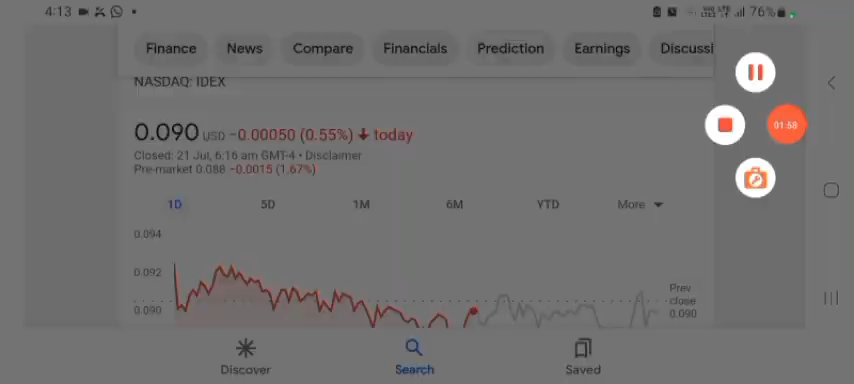 4:13 76%
Finance News Compare Financials Prediction Earnings Discussi
NASDAQ: IDEX
0.090 USD −0.00050 (0.55%) today
Closed: 21 Jul, 6:16 am GMT-4 • Disclaimer
Pre-market 0.088 −0.0015 (1.67%)
1D 5D 1M 6M YTD More
0.094
0.092
0.090
Prev
close
0.090
01:58
Discover Search Saved